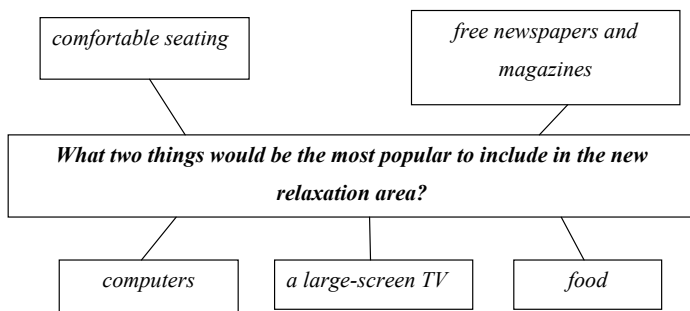 comfortable seating
free newspapers and
magazines
What two things would be the most popular to include in the new
relaxation area?
computers
a large-screen TV
food